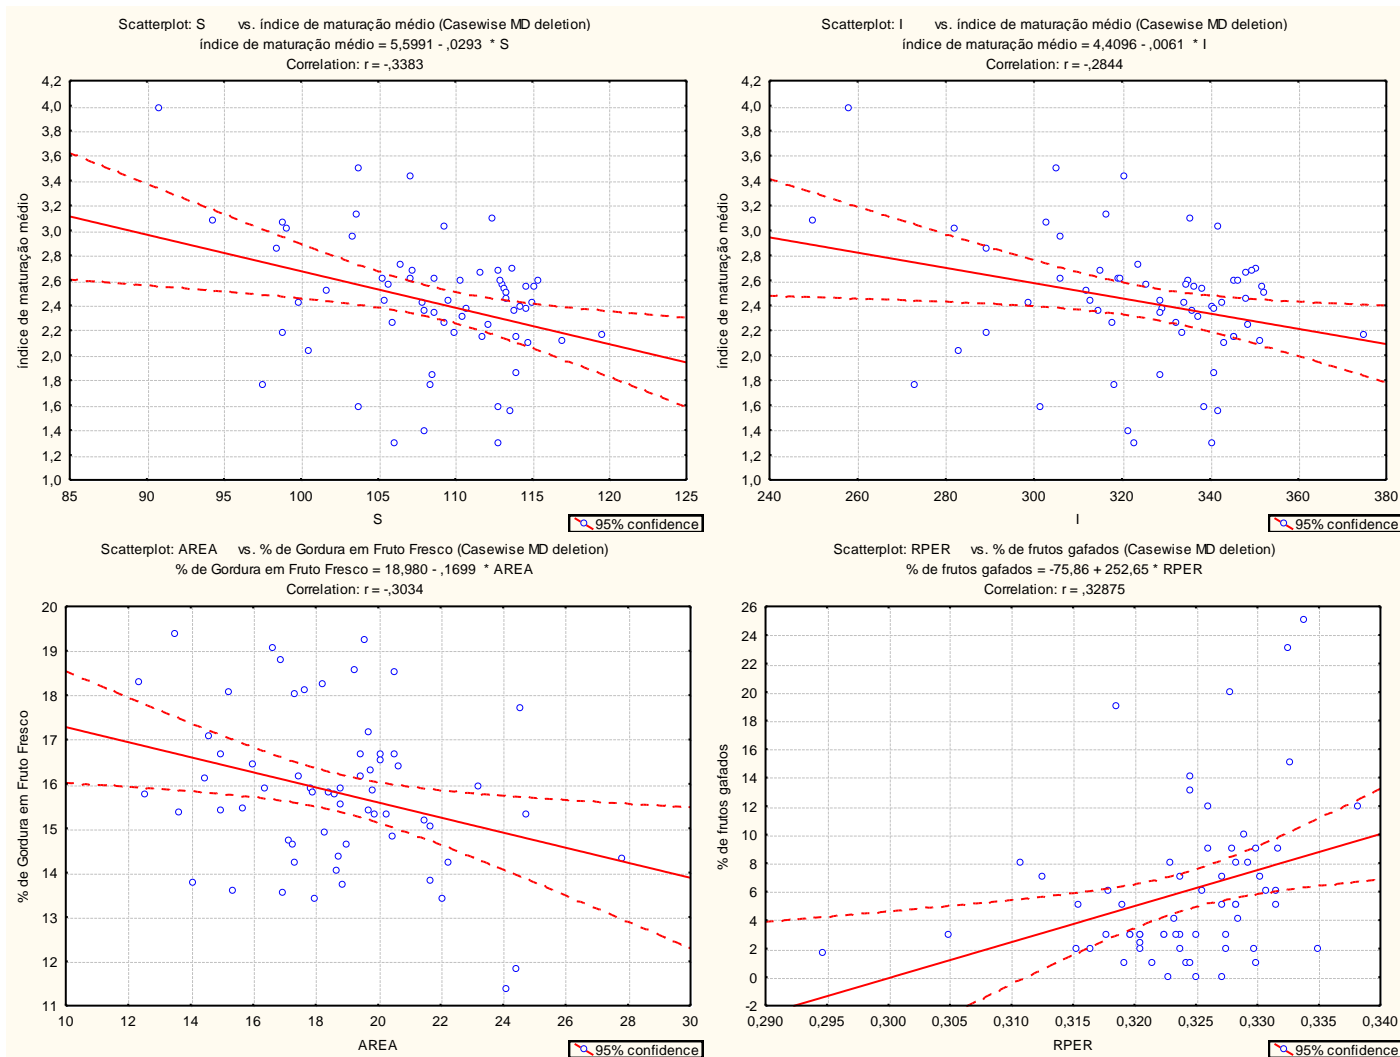 Scatterplot: S vs. índice de maturação médio (Casewise MD deletion)
índice de maturação médio = 5,5991 - ,0293 * S
Correlation: r = -,3383
4,2
4,0
3,8
3,6
3,4
3,2
3,0
2,8
2,6
2,4
2,2
2,0
1,8
1,6
1,4
1,2
1,0
índice de maturação médio
85 90 95 100 105 110 115 120 125
S
95% confidence
Scatterplot: I vs. índice de maturação médio (Casewise MD deletion)
índice de maturação médio = 4,4096 - ,0061 * I
Correlation: r = -,2844
4,2
4,0
3,8
3,6
3,4
3,2
3,0
2,8
2,6
2,4
2,2
2,0
1,8
1,6
1,4
1,2
1,0
índice de maturação médio
240 260 280 300 320 340 360 380
I
95% confidence
Scatterplot: AREA vs. % de Gordura em Fruto Fresco (Casewise MD deletion)
% de Gordura em Fruto Fresco = 18,980 - ,1699 * AREA
Correlation: r = -,3034
20
19
18
17
16
15
14
13
12
11
% de Gordura em Fruto Fresco
10 12 14 16 18 20 22 24 26 28 30
AREA
95% confidence
Scatterplot: RPER vs. % de frutos gafados (Casewise MD deletion)
% de frutos gafados = -75,86 + 252,65 * RPER
Correlation: r = ,32875
26
24
22
20
18
16
14
12
10
8
6
4
2
0
-2
% de frutos gafados
0,290 0,295 0,300 0,305 0,310 0,315 0,320 0,325 0,330 0,335 0,340
RPER
95% confidence